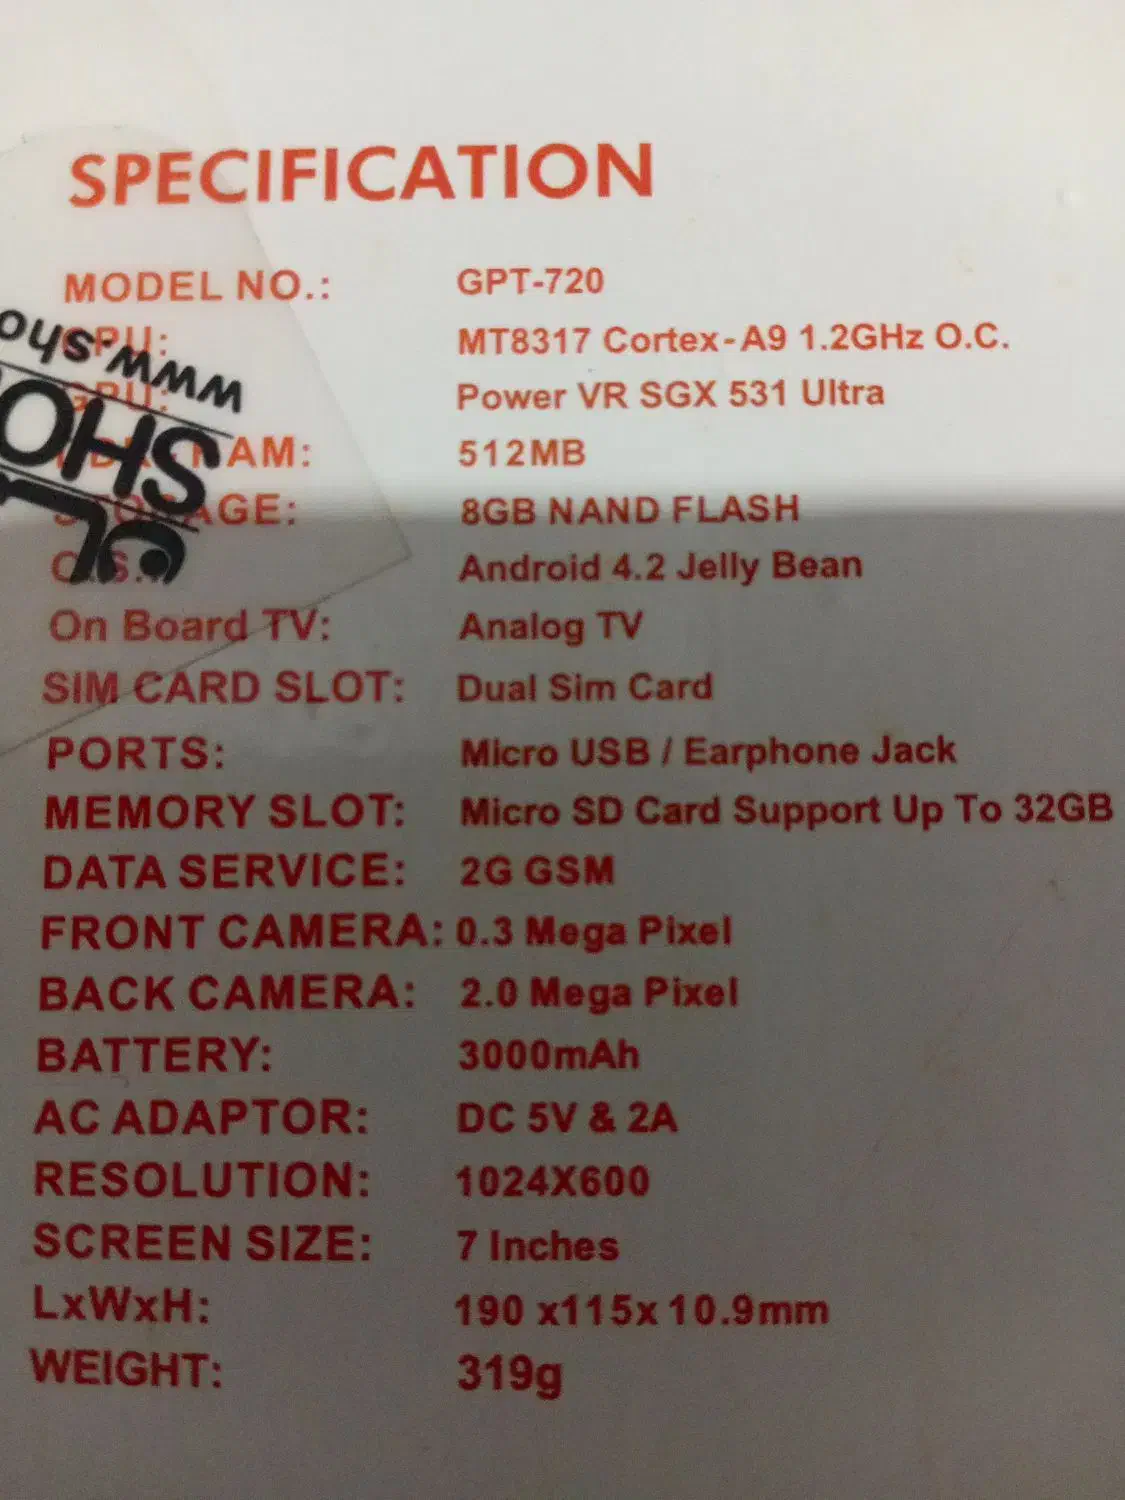 SPECIFICATION
MODEL NO.: GPT-720
CPU: MT8317 Cortex-A9 1.2GHz O.C.
GPU: Power VR SGX 531 Ultra
RAM: 512MB
STORAGE: 8GB NAND FLASH
O.S.: Android 4.2 Jelly Bean
On Board TV: Analog TV
SIM CARD SLOT: Dual Sim Card
PORTS: Micro USB / Earphone Jack
MEMORY SLOT: Micro SD Card Support Up To 32GB
DATA SERVICE: 2G GSM
FRONT CAMERA: 0.3 Mega Pixel
BACK CAMERA: 2.0 Mega Pixel
BATTERY: 3000mAh
AC ADAPTOR: DC 5V & 2A
RESOLUTION: 1024X600
SCREEN SIZE: 7 Inches
LxWxH: 190 x115x 10.9mm
WEIGHT: 319g